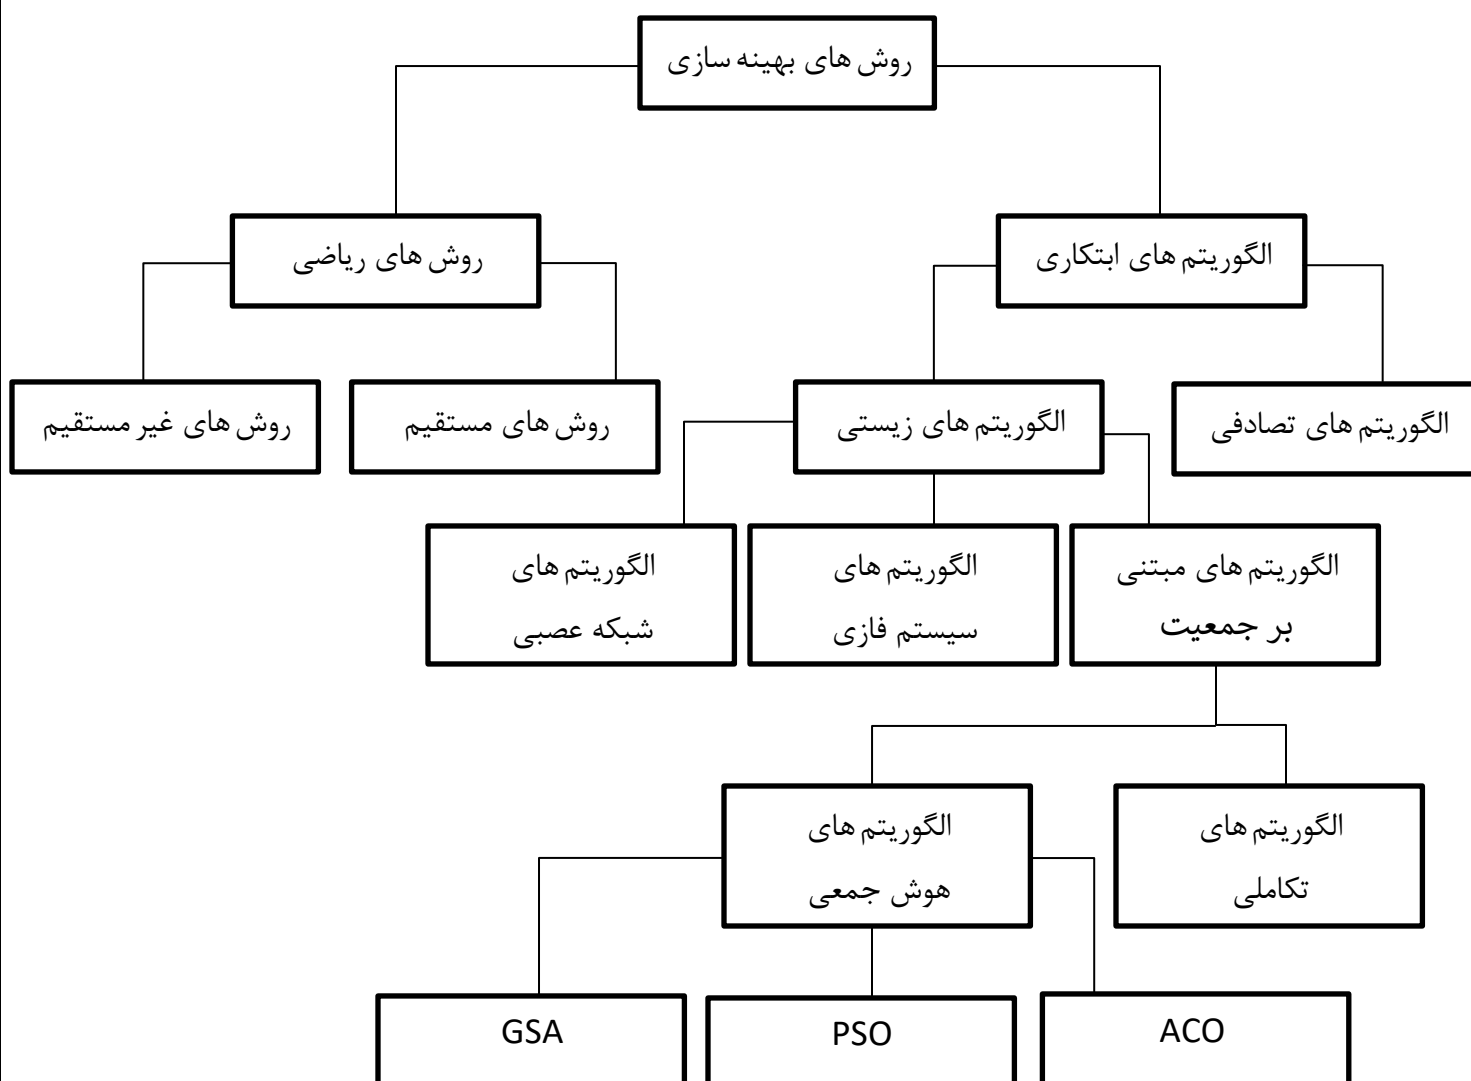 روش های بهینه سازی
الگوریتم های ابتکاری
روش های ریاضی
الگوریتم های تصادفی
الگوریتم های زیستی
روش های مستقیم
روش های غیر مستقیم
الگوریتم های مبتنی
بر جمعیت
الگوریتم های
سیستم فازی
الگوریتم های
شبکه عصبی
الگوریتم های
تکاملی
الگوریتم های
هوش جمعی
ACO
PSO
GSA